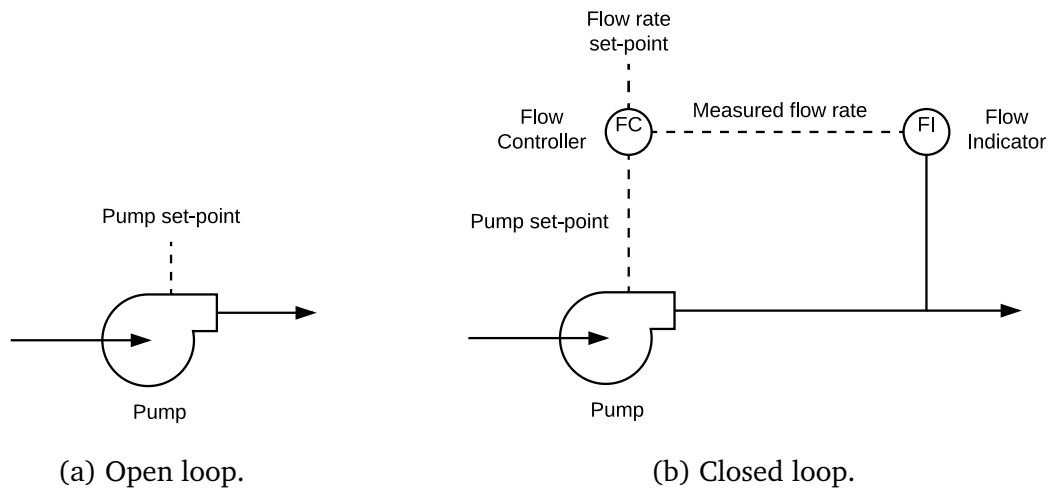 Pump set-point
Pump
(a) Open loop.
Flow rate
set-point
Flow
Controller
FC
Measured flow rate
FI
Flow
Indicator
Pump set-point
Pump
(b) Closed loop.